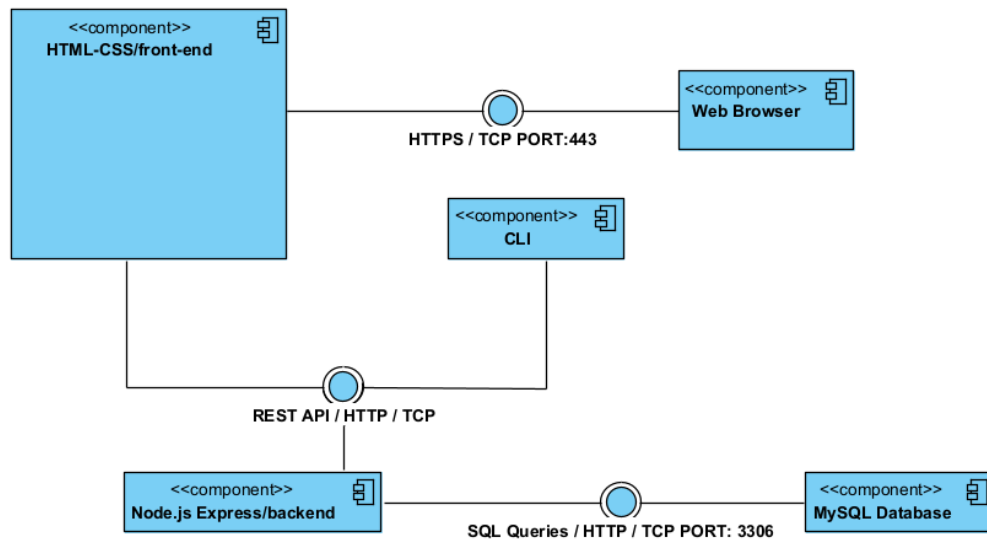 <<component>>
HTML-CSS/front-end
<<component>>
Web Browser
HTTPS / TCP PORT:443
<<component>>
CLI
REST API / HTTP / TCP
<<component>>
Node.js Express/backend
<<component>>
MySQL Database
SQL Queries / HTTP / TCP PORT: 3306